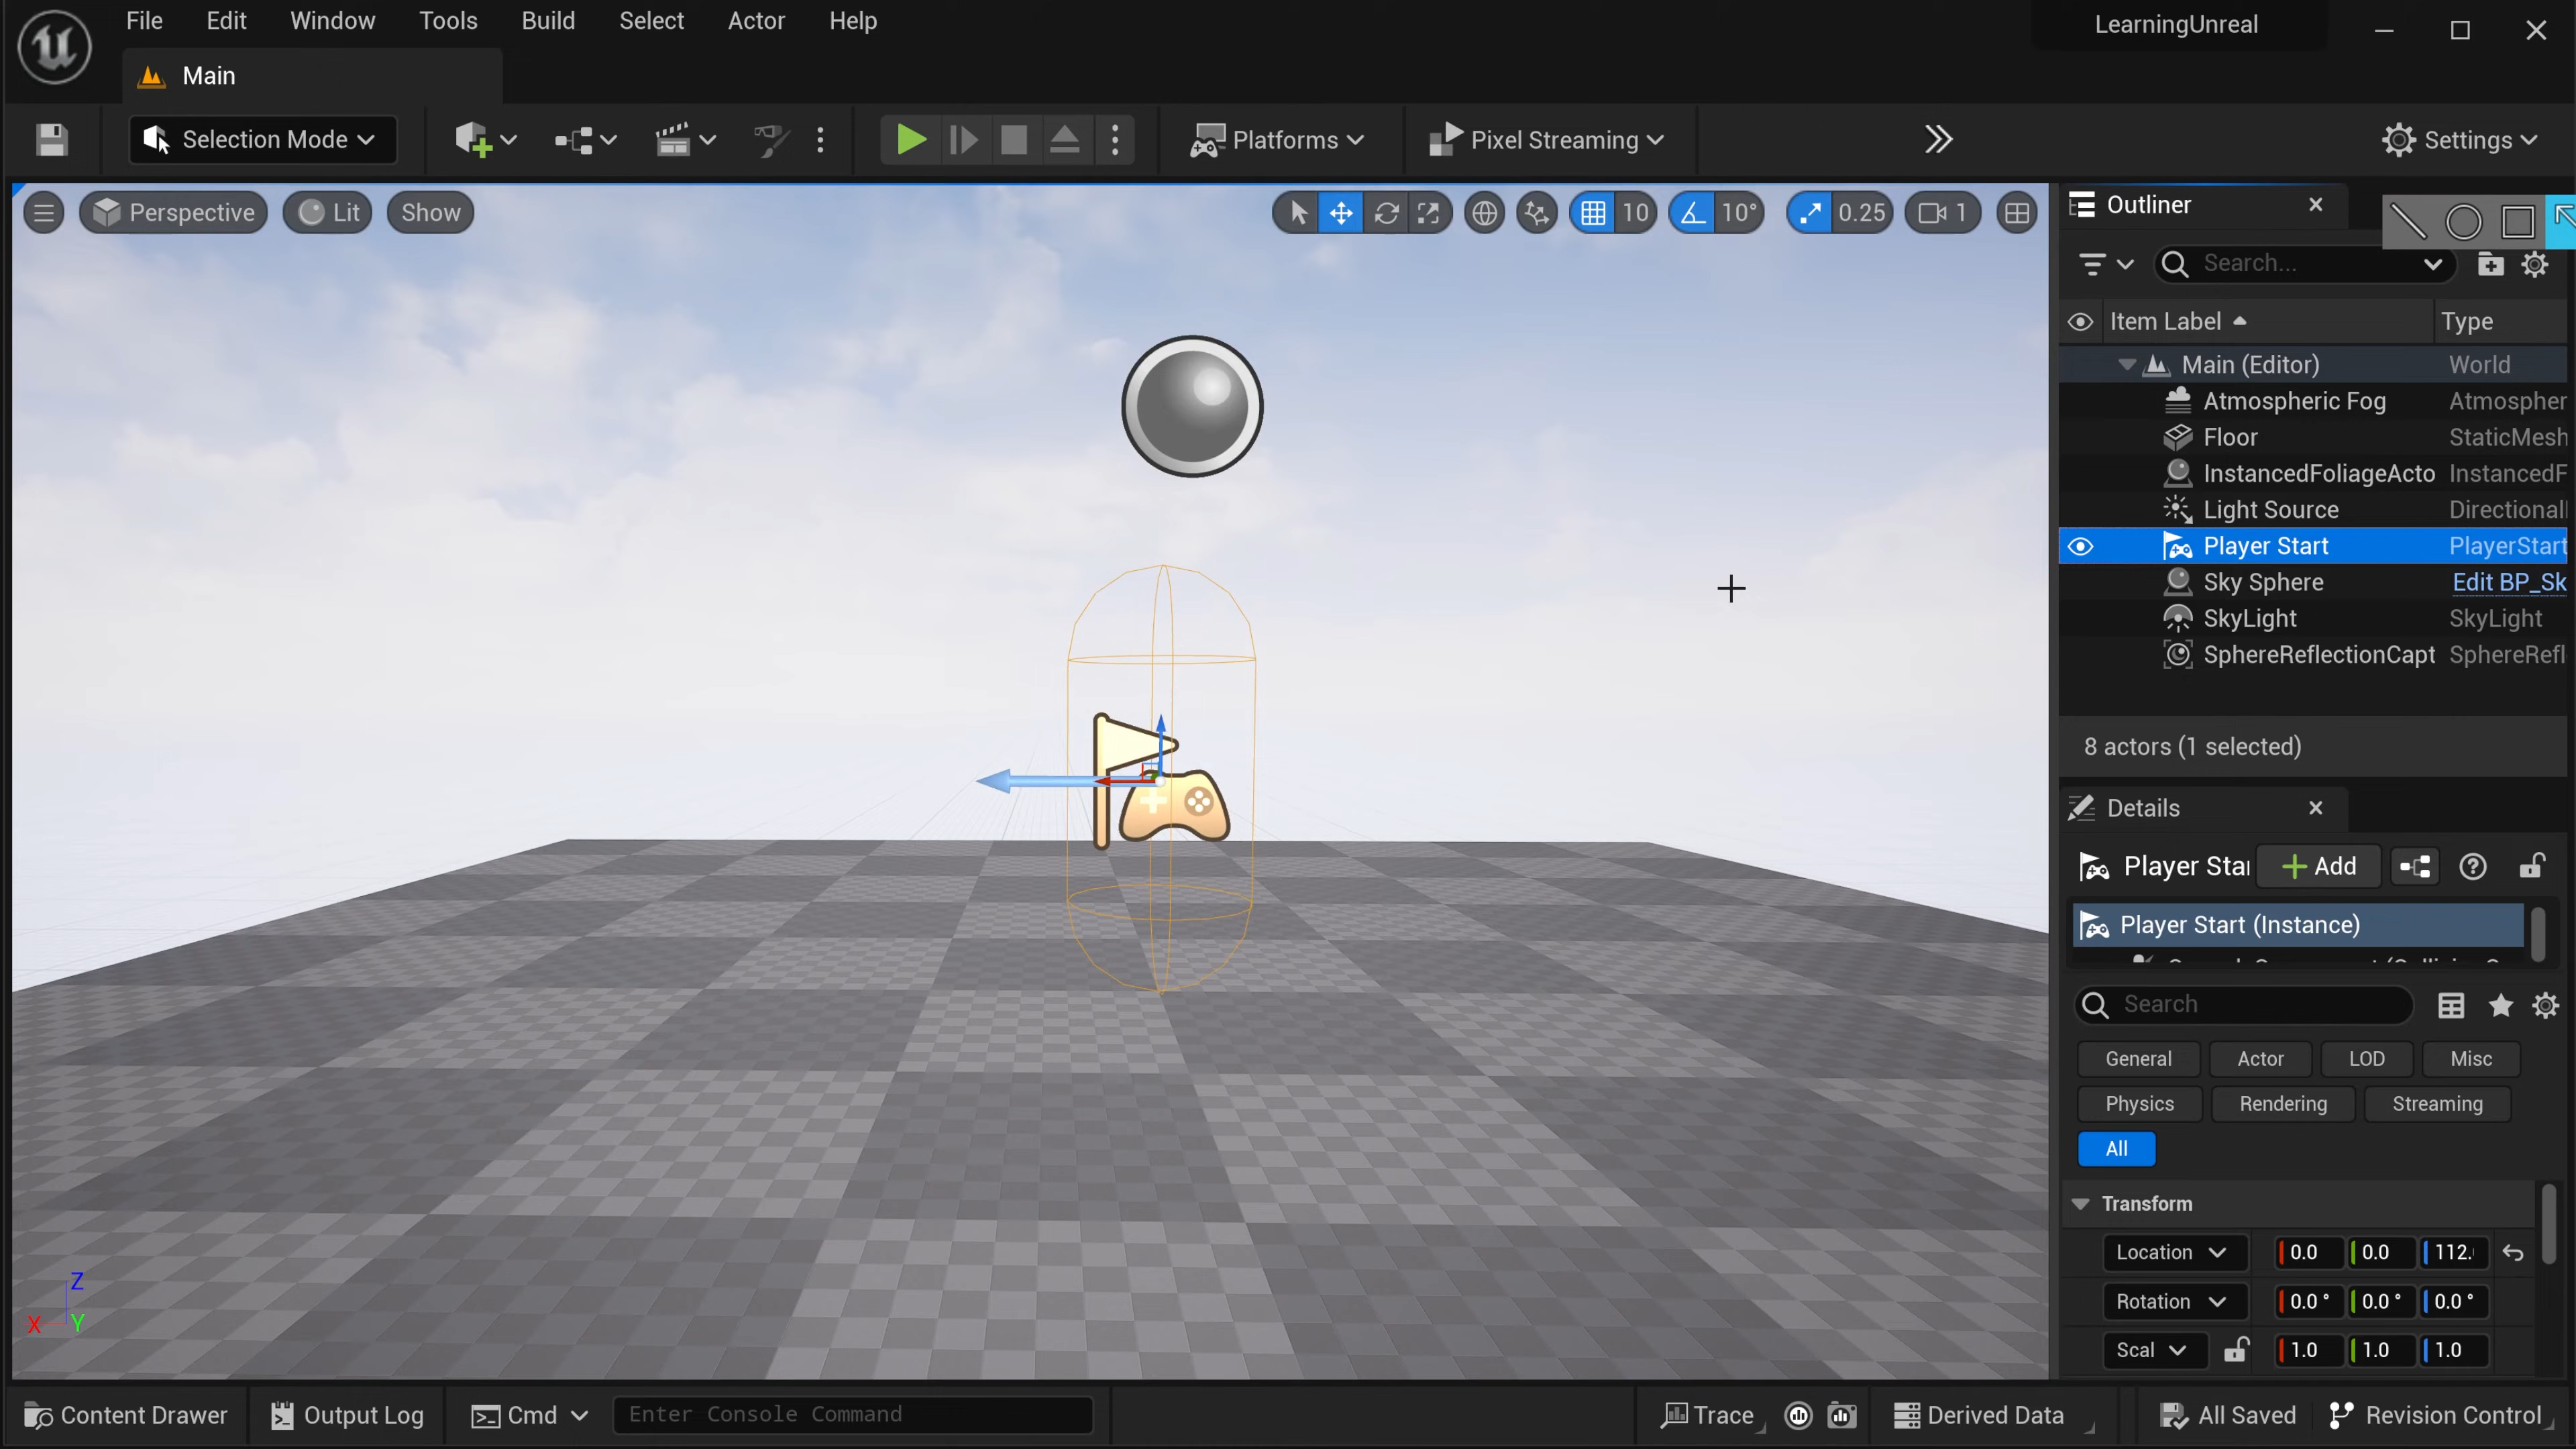 File Edit Window Tools Build Select Actor Help
LearningUnreal
Main
Selection Mode
Platforms
Pixel Streaming
Settings
Perspective
Lit
Show
10
10°
0.25
1
Outliner
Search...
Item Label
Type
Main (Editor) World
Atmospheric Fog Atmospher
Floor StaticMesh
InstancedFoliageActo InstancedF
Light Source Directionall
Player Start PlayerStart
Sky Sphere Edit BP_Sk
SkyLight SkyLight
SphereReflectionCapt SphereRefl
8 actors (1 selected)
Details
Player Star
Add
Player Start (Instance)
Search
General Actor LOD Misc
Physics Rendering Streaming
All
Transform
Location 0.0 0.0 112.
Rotation 0.0 ° 0.0 ° 0.0 °
Scal 1.0 1.0 1.0
Z
X Y
Content Drawer
Output Log
Cmd
Enter Console Command
Trace
Derived Data
All Saved
Revision Control